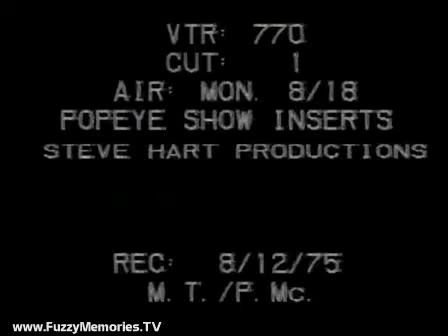 VTR: 770
CUT: 1
AIR: MON. 8/18
POPEYE SHOW INSERTS
STEVE HART PRODUCTIONS
REC: 8/12/75
M. T./P. Mc.
www.FuzzyMemories.TV